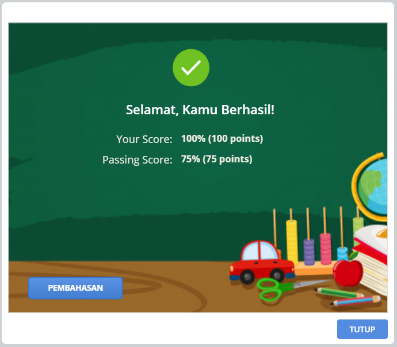 Selamat, Kamu Berhasil!
Your Score: 100% (100 points)
Passing Score: 75% (75 points)
PEMBAHASAN
TUTUP